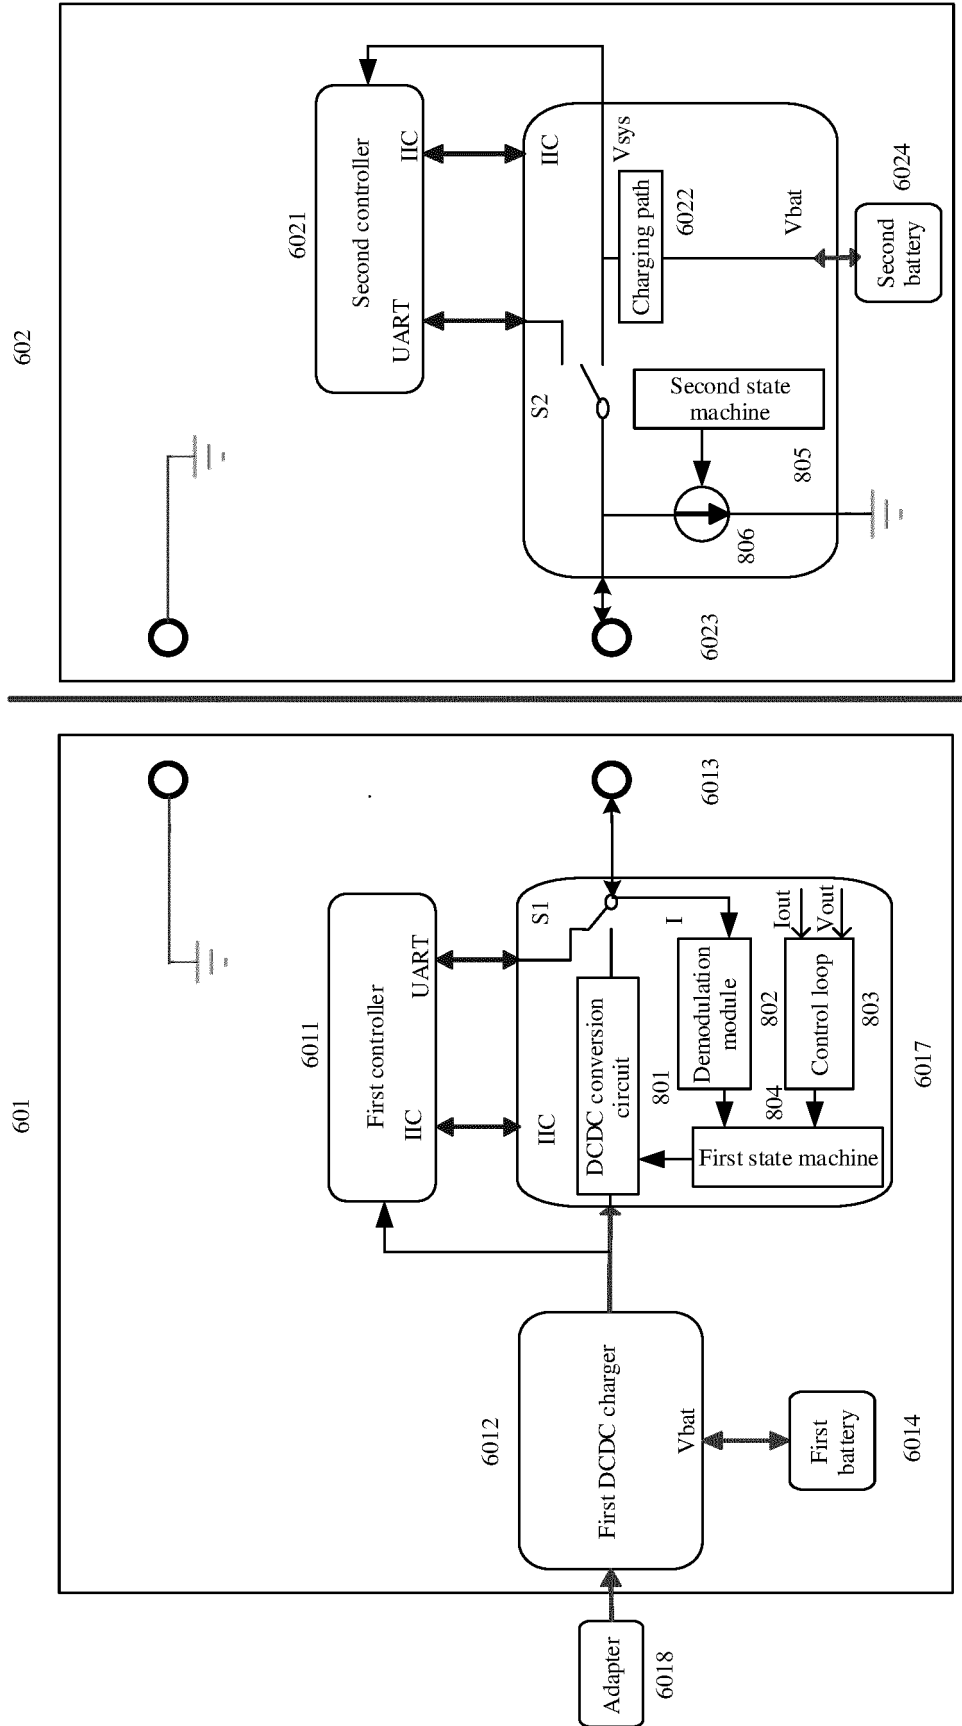 601
602
Adapter
6018
6012
First DCDC charger
Vbat
First
battery
6014
6011
First controller
IIC
UART
IIC
S1
DCDC conversion
circuit
801
I
Demodulation
module
802
Iout
Vout
Control loop
803
804
First state machine
6017
6013
6021
Second controller
UART
IIC
IIC
S2
Vsys
Charging path
6022
Vbat
Second state
machine
805
806
6023
Second
battery
6024